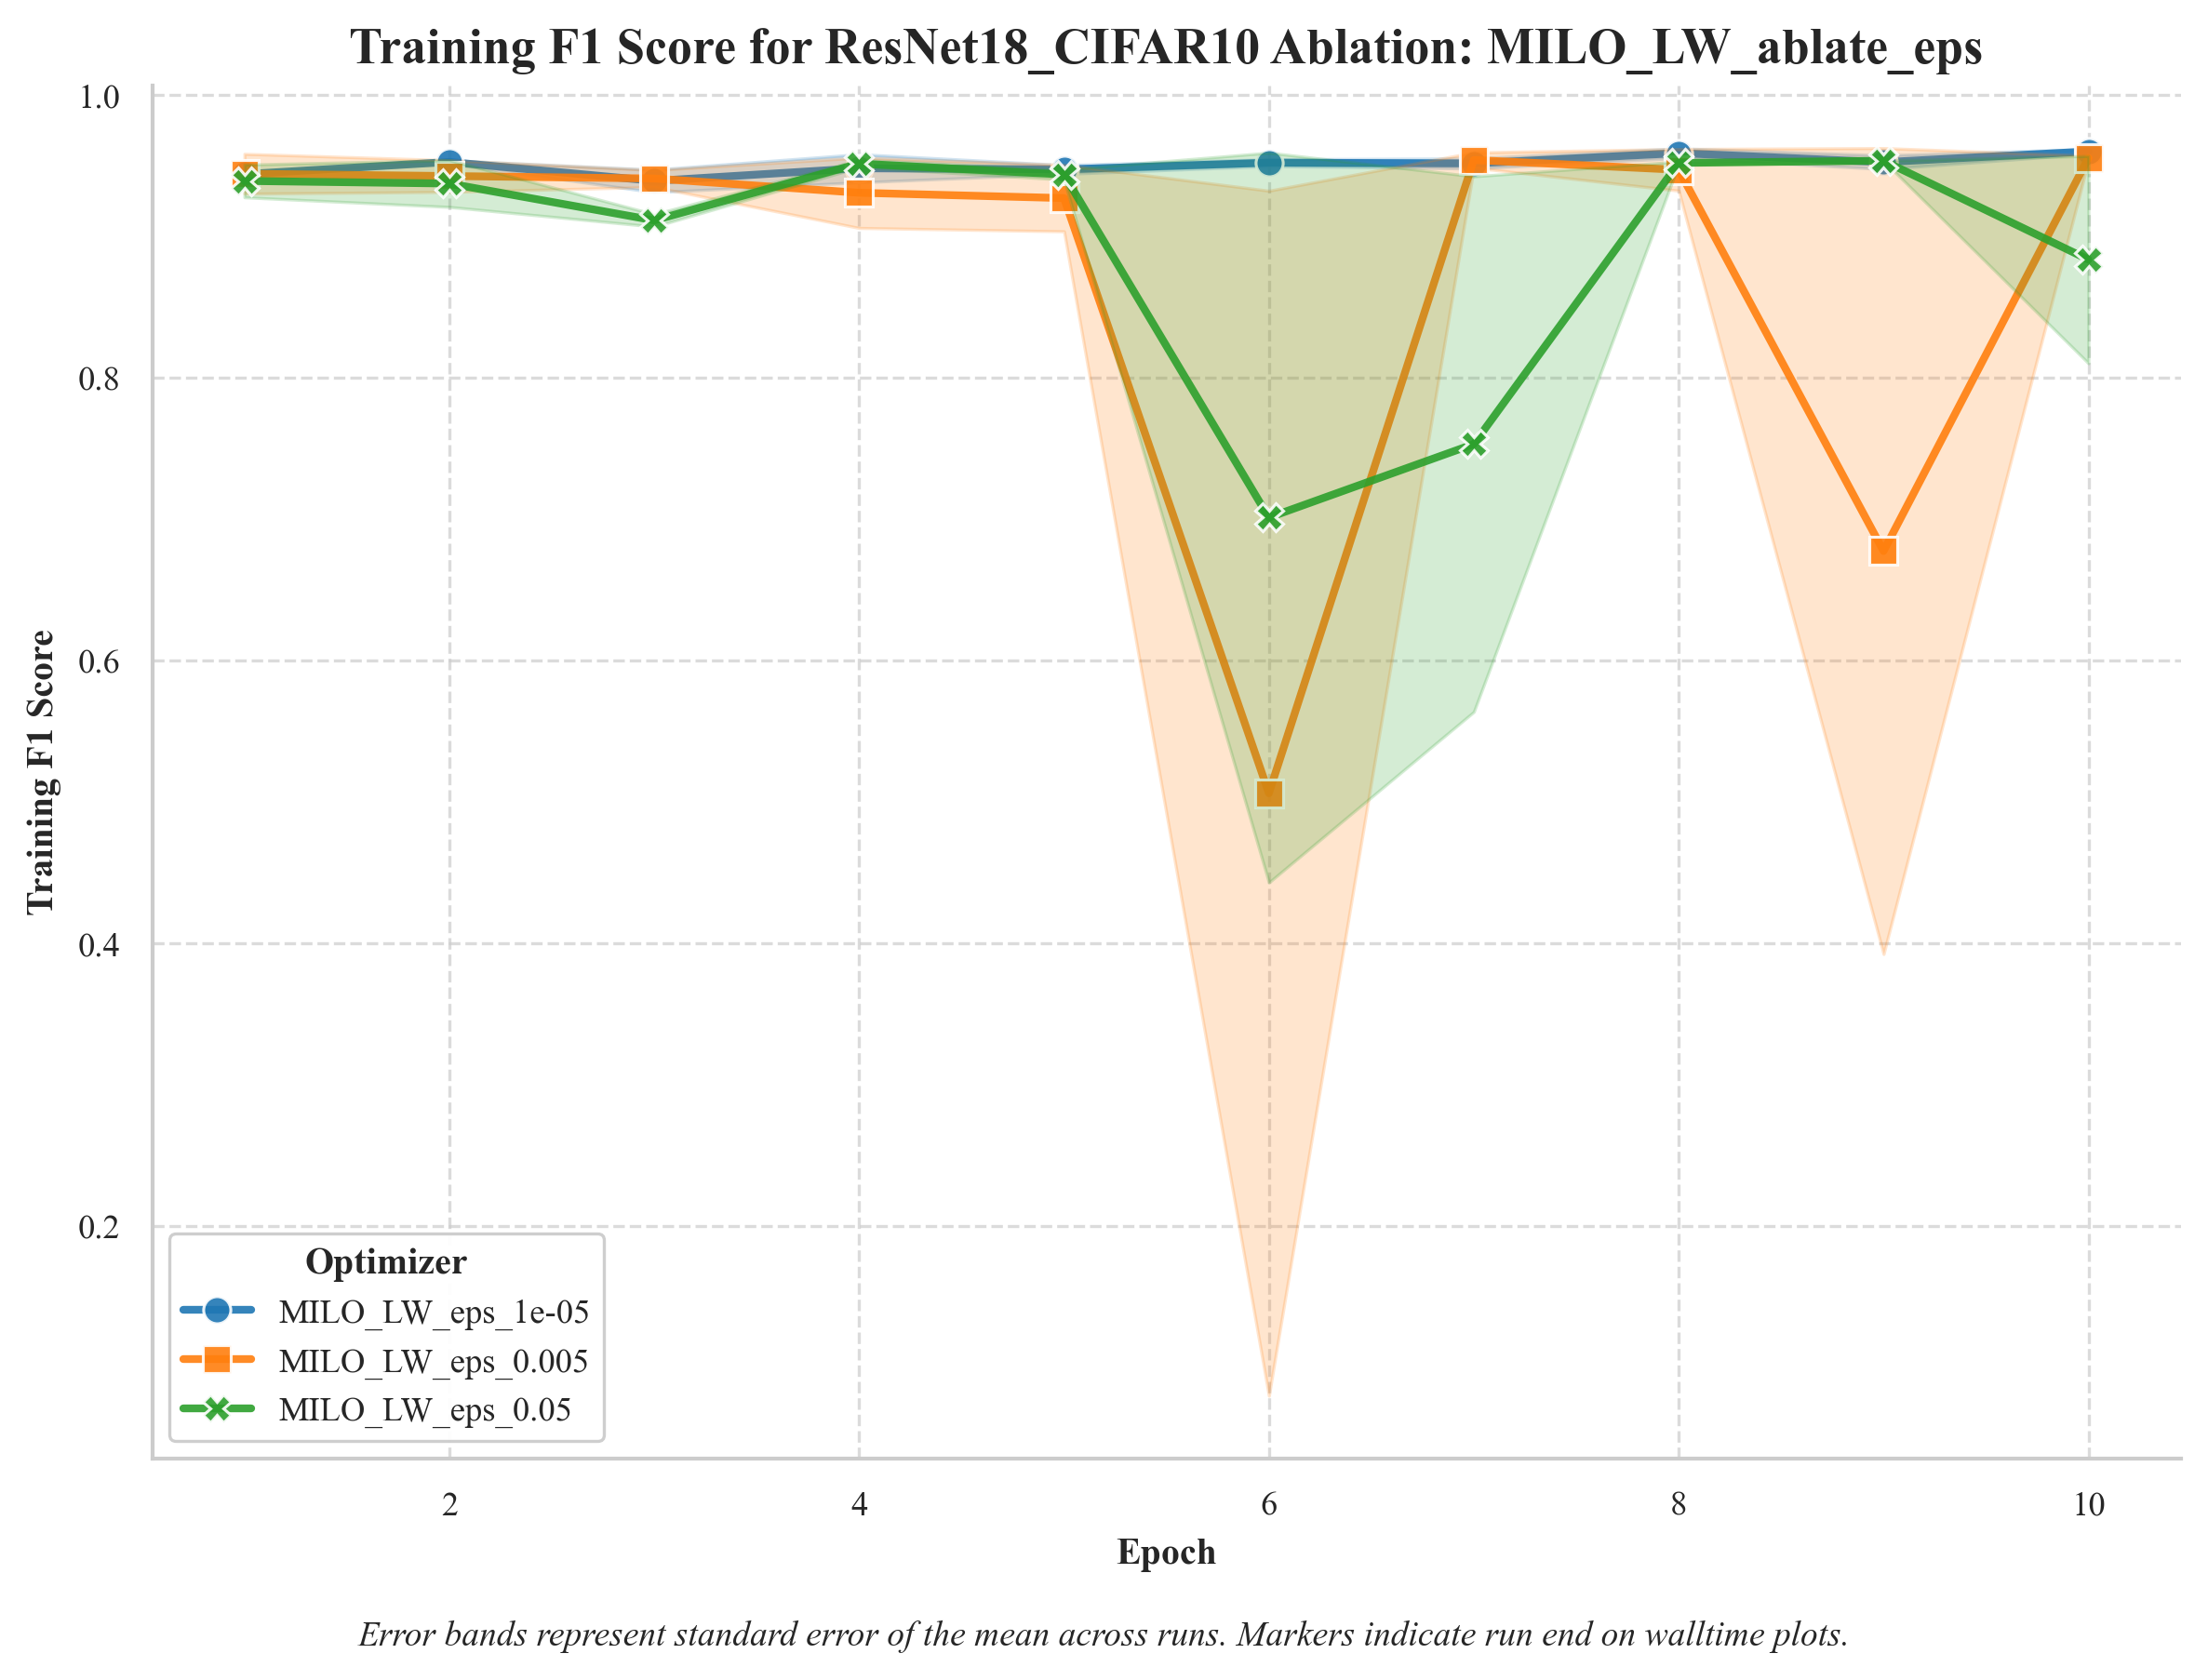 Training F1 Score for ResNet18_CIFAR10 Ablation: MILO_LW_ablate_eps
Training F1 Score
1.0
0.8
0.6
0.4
0.2
Optimizer
MILO_LW_eps_1e-05
MILO_LW_eps_0.005
MILO_LW_eps_0.05
2 4 6 8 10
Epoch
Error bands represent standard error of the mean across runs. Markers indicate run end on walltime plots.